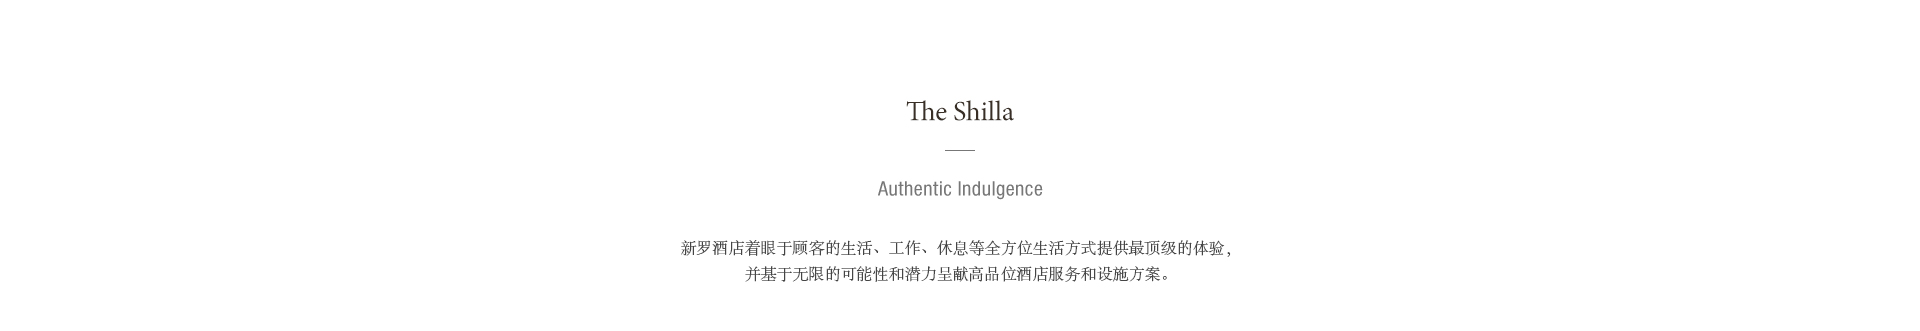 The Shilla
Authentic Indulgence
新罗酒店着眼于顾客的生活、工作、休息等全方位生活方式提供最顶级的体验，
并基于无限的可能性和潜力呈献高品位酒店服务和设施方案。